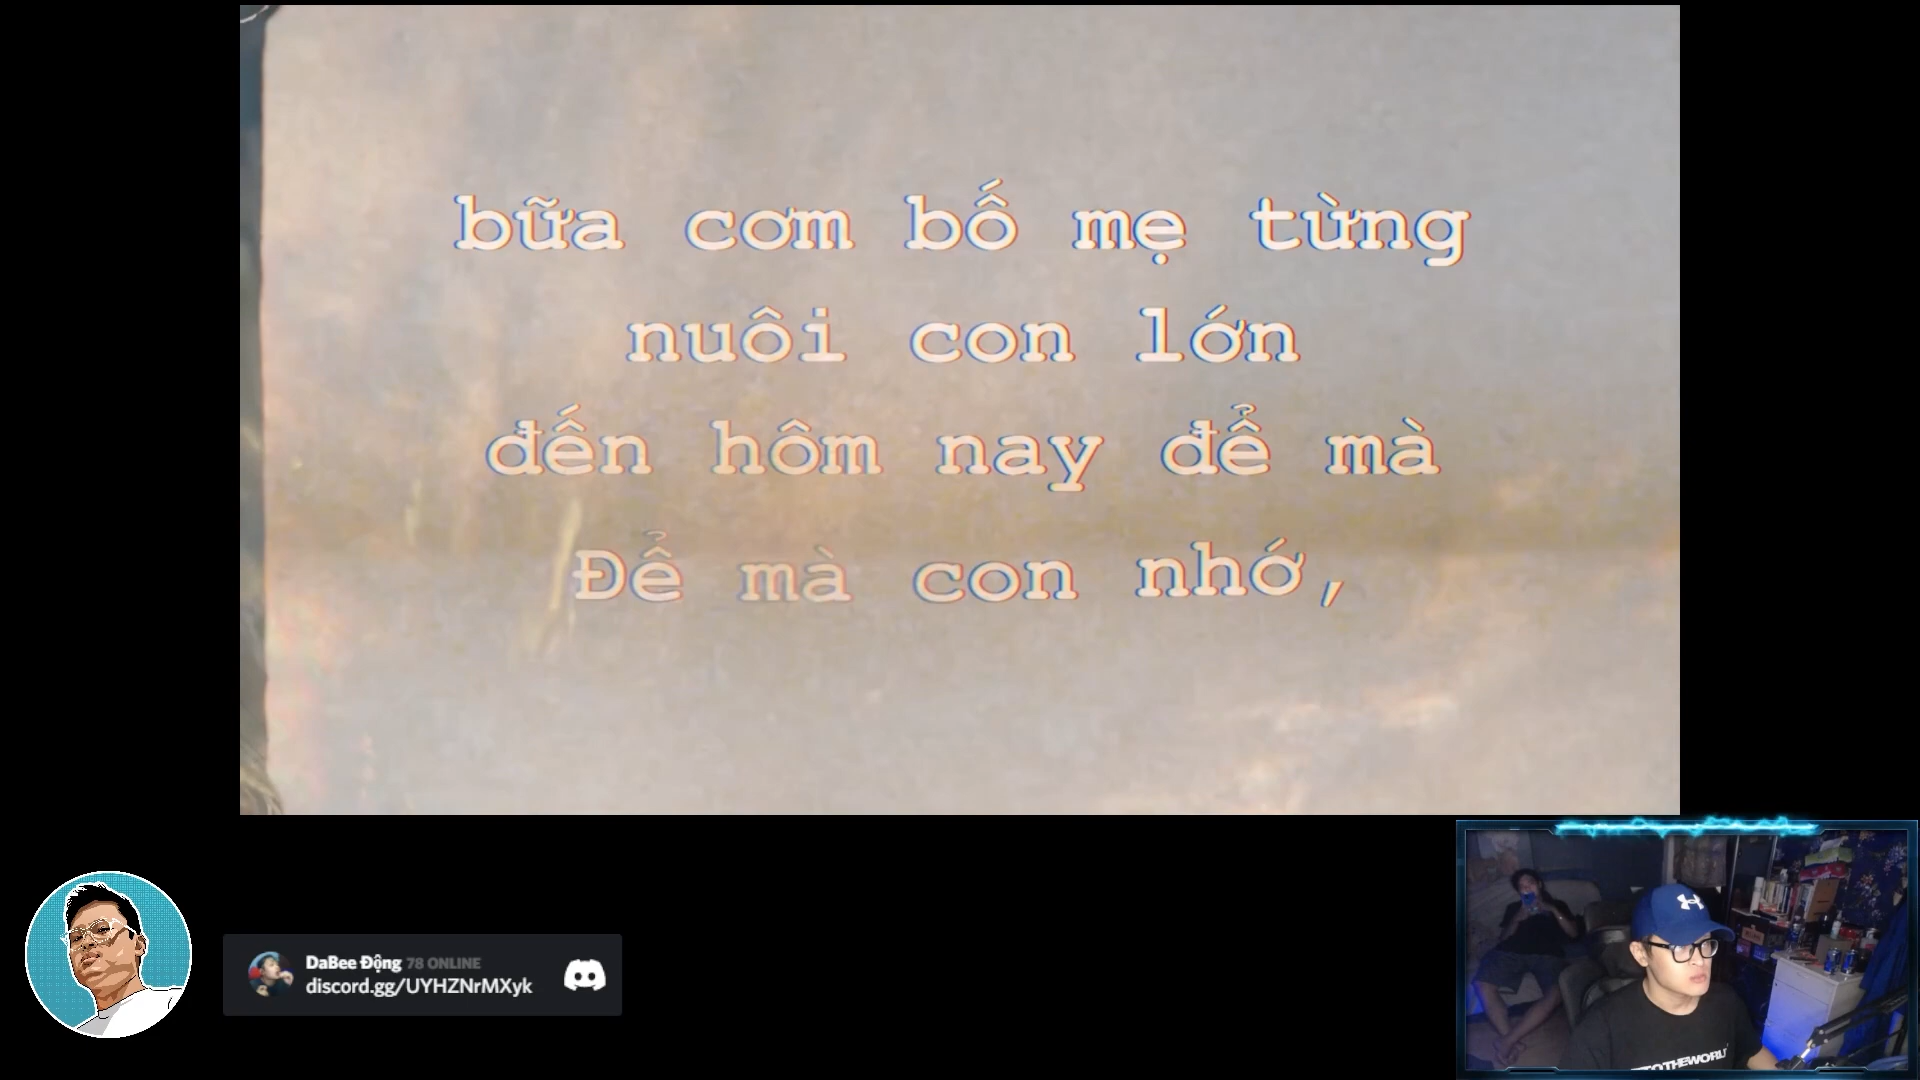 bữa cơm bố mẹ từng
nuôi con lớn
đến hôm nay để mà
Để mà con nhớ,
DaBee Động 78 ONLINE
discord.gg/UYHZNrMXyk
TOTHEWORLD